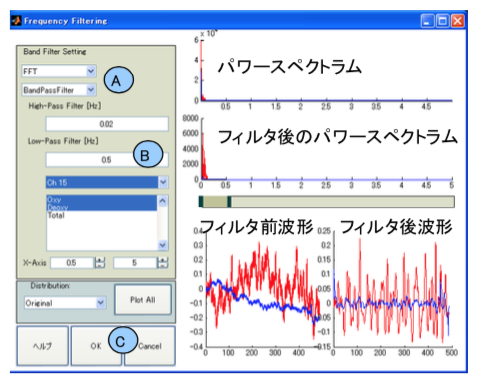 Frequency Filtering
Band Filter Setting
FFT
A
BandPassFilter
High-Pass Filter [Hz]
0.02
Low-Pass Filter [Hz]
0.5
B
Ch 15
Oxy
Deoxy
Total
X-Axis 0.5 5
Distribution
Original
Plot All
ヘルプ
OK
C
Cancel
パワースペクトラム
6 × 10
4
2
0
0 0.5 1 1.5 2 2.5 3 3.5 4 4.5
フィルタ後のパワースペクトラム
8000
6000
4000
2000
0
0 0.5 1 1.5 2 2.5 3 3.5 4 4.5 5
フィルタ前波形
0.4
0.3
0.2
0.1
0
-0.1
-0.2
-0.3
-0.4
0 100 200 300 400
フィルタ後波形
0.25
0.2
0.15
0.1
0.05
0
-0.05
-0.1
-0.15
0 100 200 300 400 500